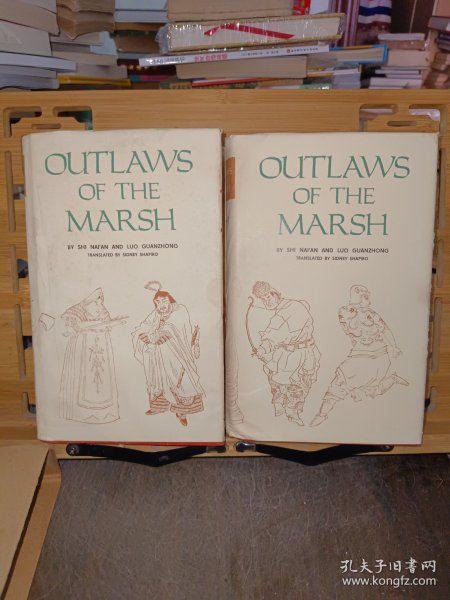 OUTLAWS
OF THE
MARSH
BY SHI NAI'AN AND LUO GUANZHONG
TRANSLATED BY SIDNEY SHAPIRO
OUTLAWS
OF THE
MARSH
BY SHI NAI'AN AND LUO GUANZHONG
TRANSLATED BY SIDNEY SHAPIRO
孔夫子旧书网
www.kongfz.com